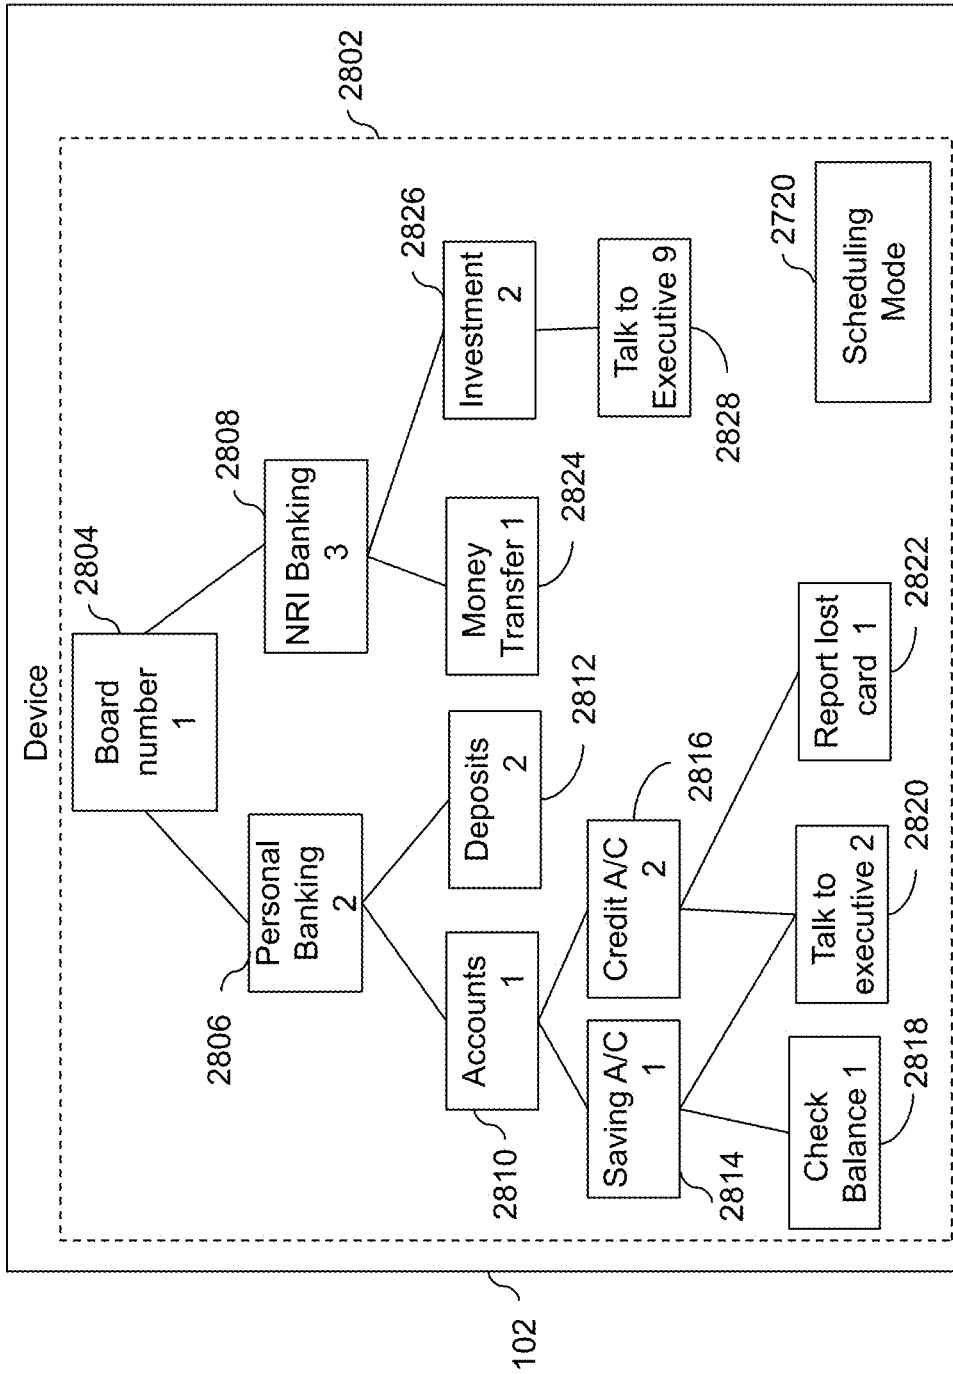 Device
2802
Board
number
1
2804
Personal
Banking
2
2806
NRI Banking
3
2808
Accounts
1
2810
Deposits
2
2812
Money
Transfer 1
2824
Investment
2
2826
Saving A/C
1
2814
Credit A/C
2
2816
Talk to
Executive 9
2828
Check
Balance 1
2818
Talk to
executive 2
2820
Report lost
card 1
2822
Scheduling
Mode
2720
102